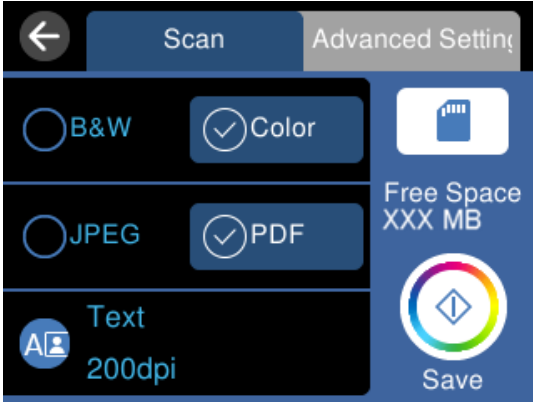 Scan
Advanced Setting
B&W
Color
JPEG
PDF
A
Text
200dpi
Free Space
XXX MB
Save